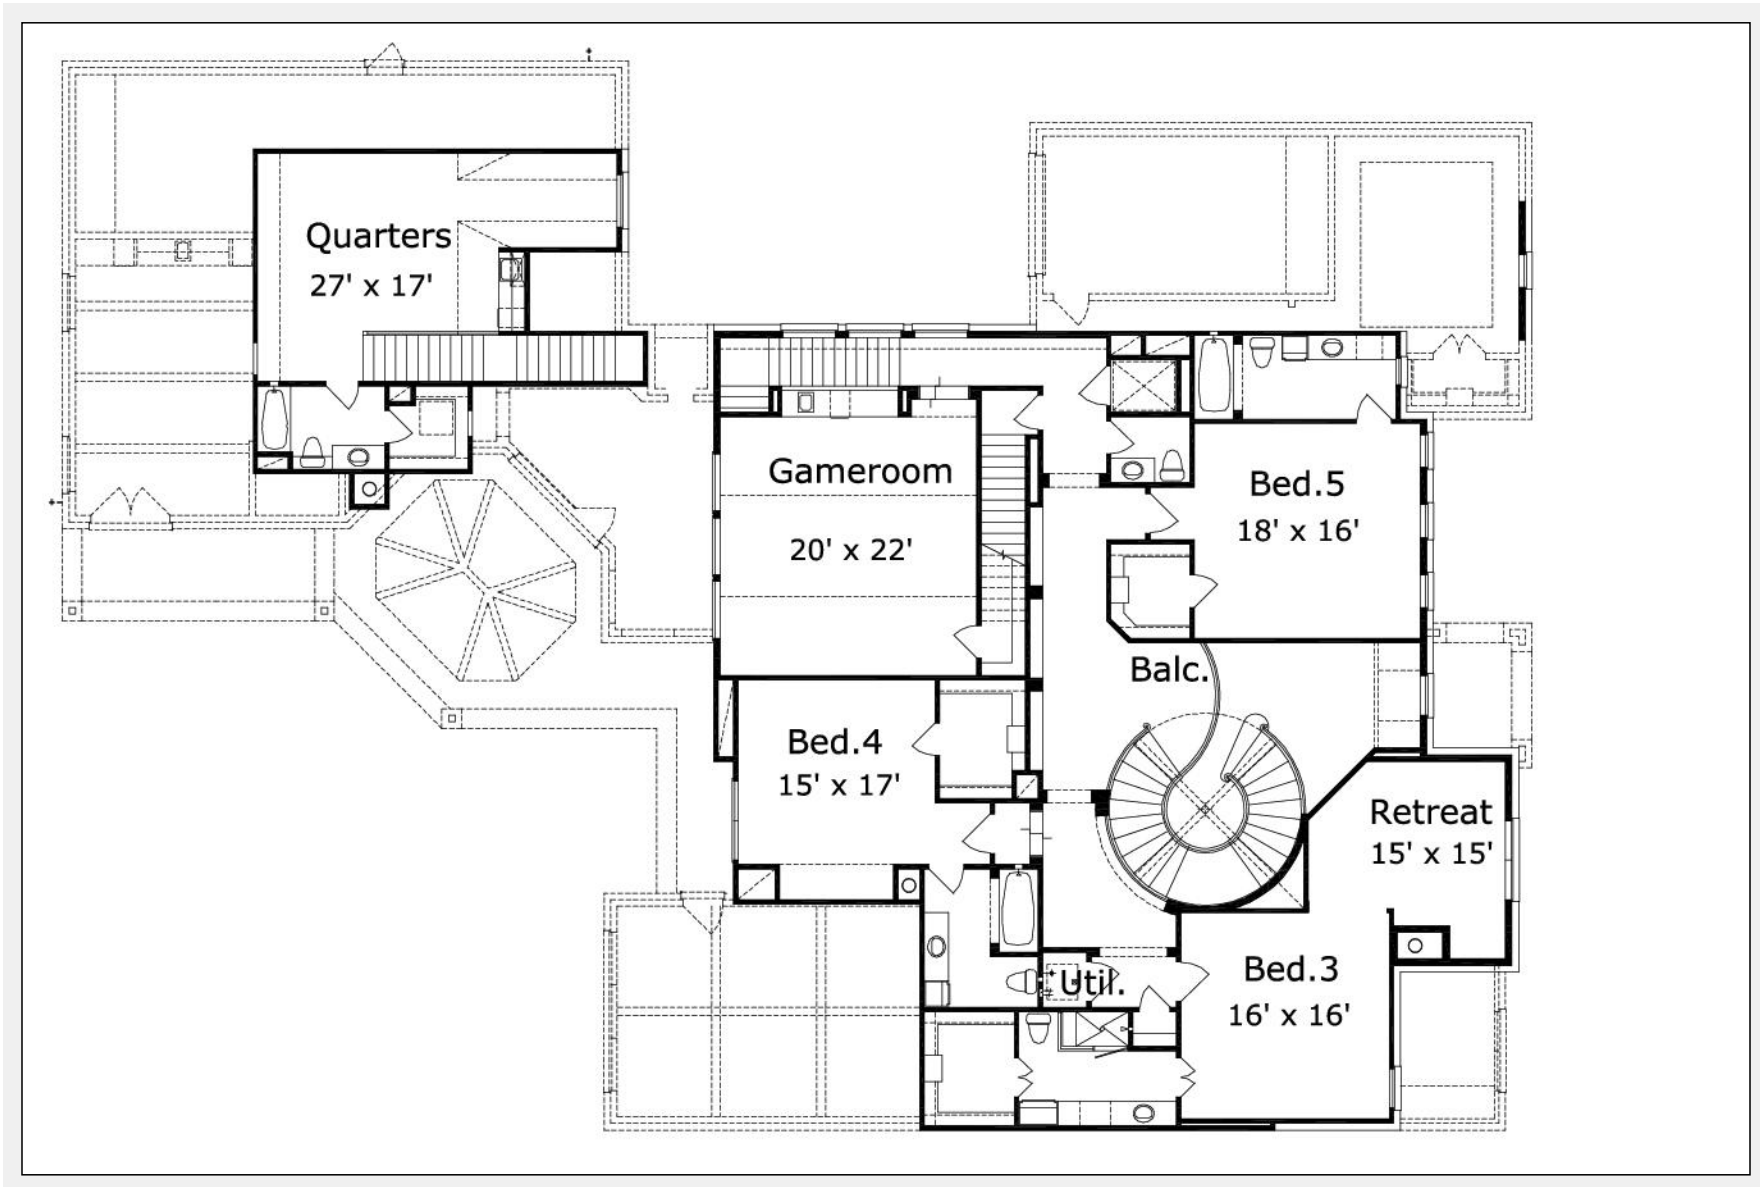 Quarters
27' x 17'
Gameroom
20' x 22'
Bed.5
18' x 16'
Balc.
Bed.4
15' x 17'
Retreat
15' x 15'
Bed.3
16' x 16'
Util.